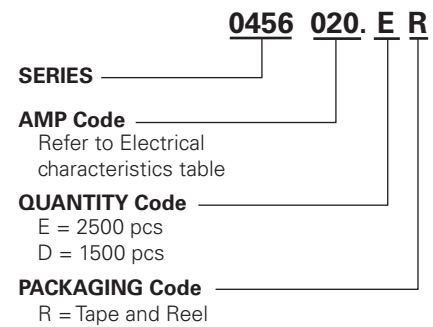 0456 020. E R
SERIES
AMP Code
Refer to Electrical
characteristics table
QUANTITY Code
E = 2500 pcs
D = 1500 pcs
PACKAGING Code
R = Tape and Reel